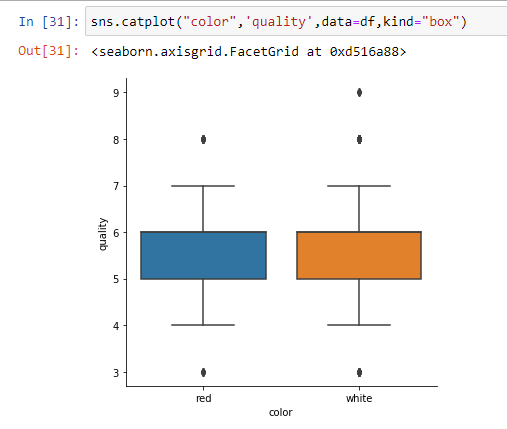 In [31]: sns.catplot("color",'quality',data=df,kind="box")
Out[31]: <seaborn.axisgrid.FacetGrid at 0xd516a88>
9
8
7
6
quality
5
4
3
red white
color